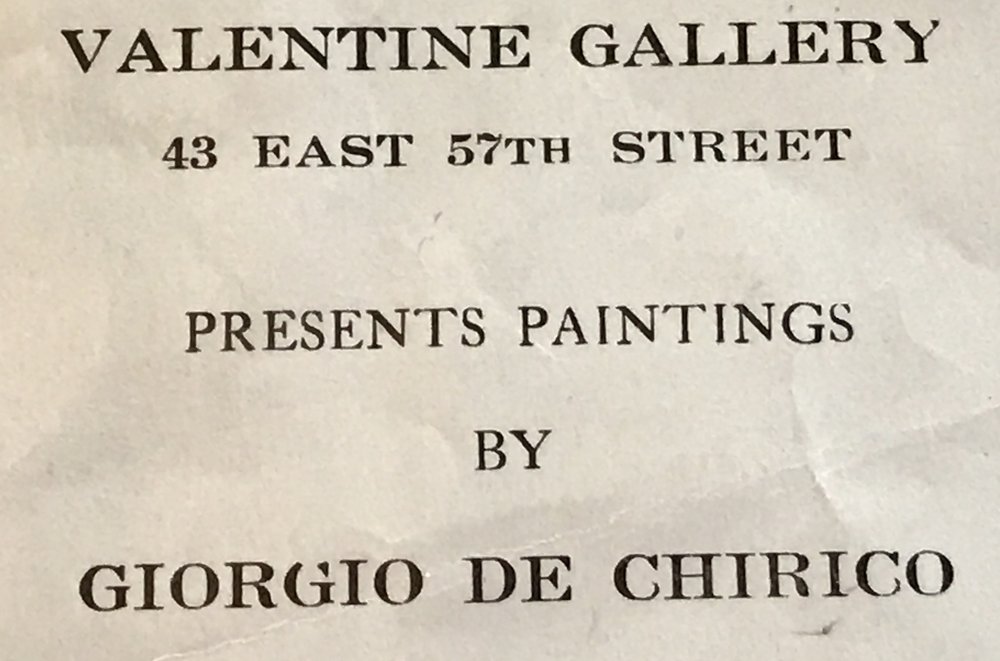 VALENTINE GALLERY
43 EAST 57TH STREET
PRESENTS PAINTINGS
BY
GIORGIO DE CHIRICO